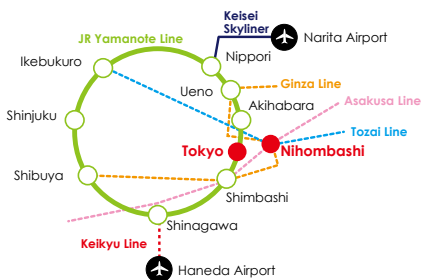 Keisei
Skyliner
JR Yamanote Line
Narita Airport
Nippori
Ikebukuro
Ueno
Ginza Line
Akihabara
Asakusa Line
Shinjuku
Tozai Line
Tokyo
Nihombashi
Shibuya
Shimbashi
Shinagawa
Keikyu Line
Haneda Airport